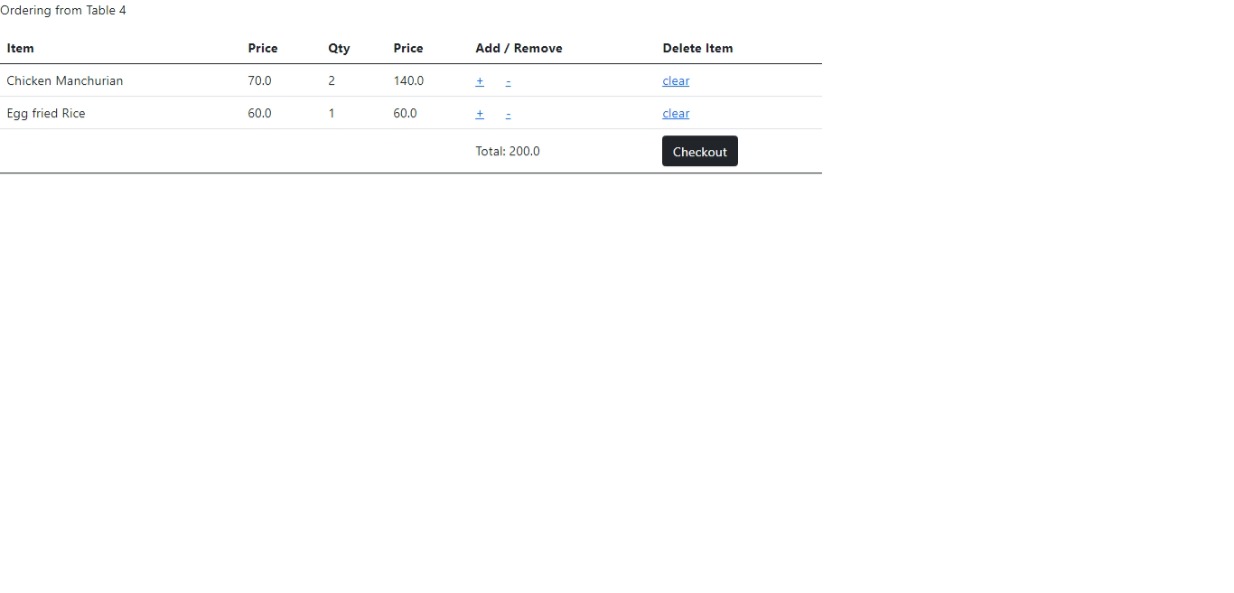 Ordering from Table 4
Item Price Qty Price Add / Remove Delete Item
Chicken Manchurian 70.0 2 140.0 + - clear
Egg fried Rice 60.0 1 60.0 + - clear
Total: 200.0 Checkout